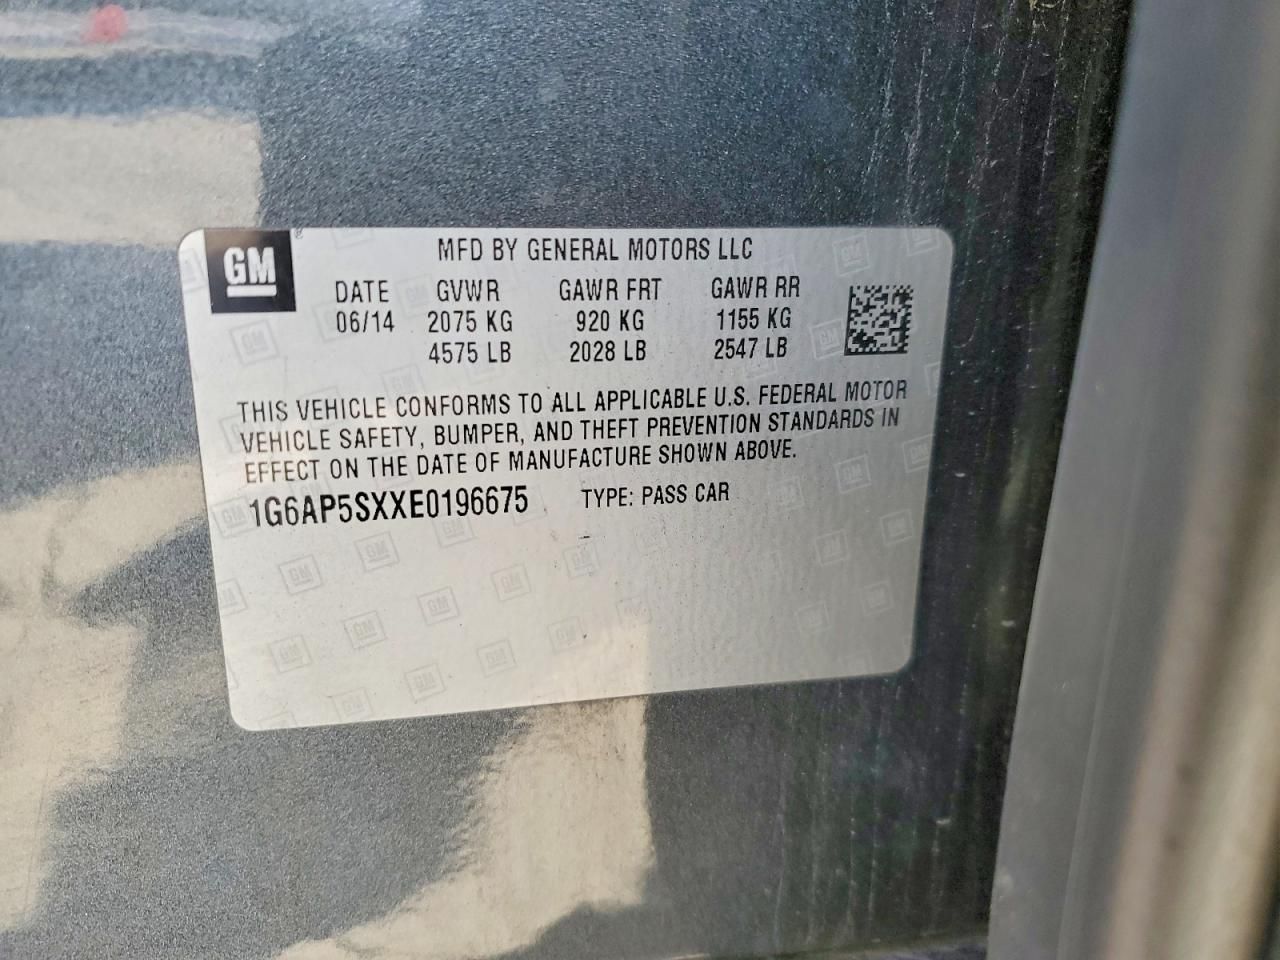 GM
MFD BY GENERAL MOTORS LLC
DATE GVWR GAWR FRT GAWR RR
06/14 2075 KG 920 KG 1155 KG
4575 LB 2028 LB 2547 LB
THIS VEHICLE CONFORMS TO ALL APPLICABLE U.S. FEDERAL MOTOR
VEHICLE SAFETY, BUMPER, AND THEFT PREVENTION STANDARDS IN
EFFECT ON THE DATE OF MANUFACTURE SHOWN ABOVE.
1G6AP5SXXE0196675 TYPE: PASS CAR